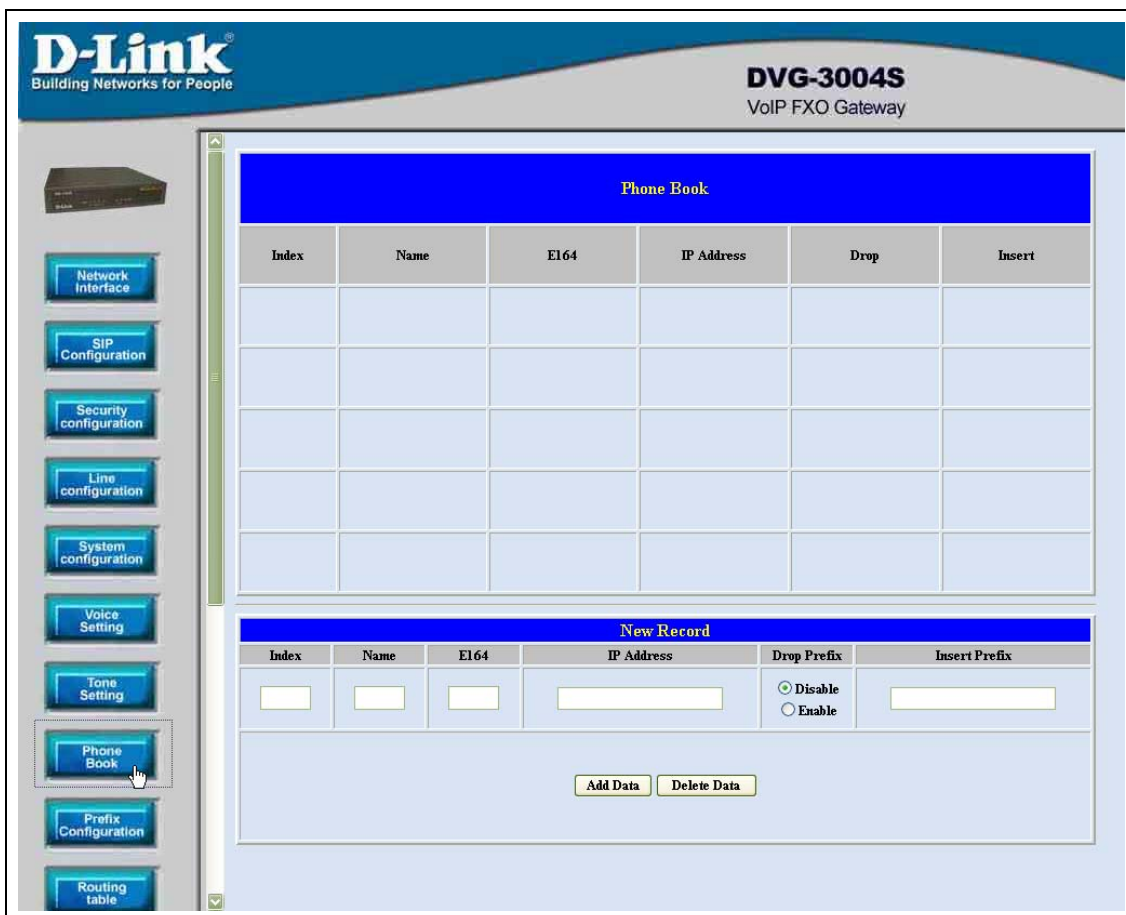 D-Link®
Building Networks for People
DVG-3004S
VoIP FXO Gateway
Network
Interface
SIP
Configuration
Security
configuration
Line
configuration
System
configuration
Voice
Setting
Tone
Setting
Phone
Book
Prefix
Configuration
Routing
table
Phone Book
Index Name E164 IP Address Drop Insert
New Record
Index Name E164 IP Address Drop Prefix Insert Prefix
Disable
Enable
Add Data Delete Data